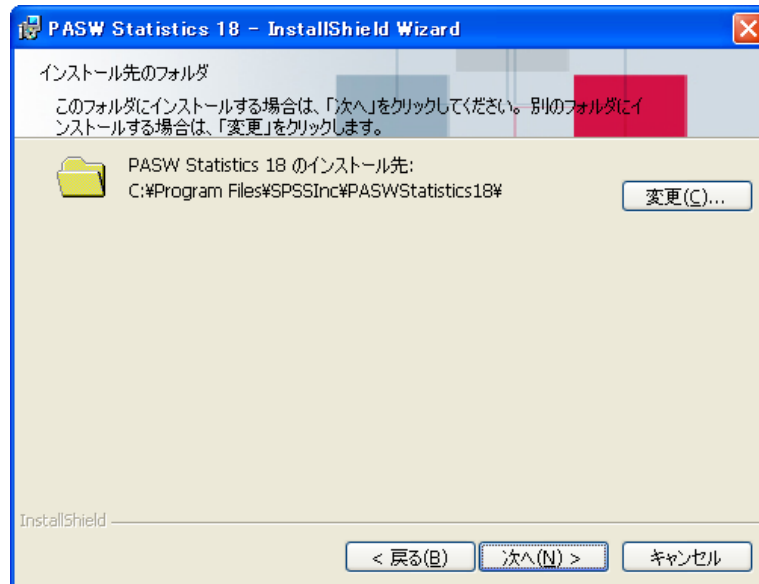 PASW Statistics 18 - InstallShield Wizard
インストール先のフォルダ
このフォルダにインストールする場合は、「次へ」をクリックしてください。別のフォルダにイ
ンストールする場合は、「変更」をクリックします。
PASW Statistics 18 のインストール先:
C:¥Program Files¥SPSSInc¥PASWStatistics18¥
変更(C)...
InstallShield
< 戻る(B)
次へ(N) >
キャンセル